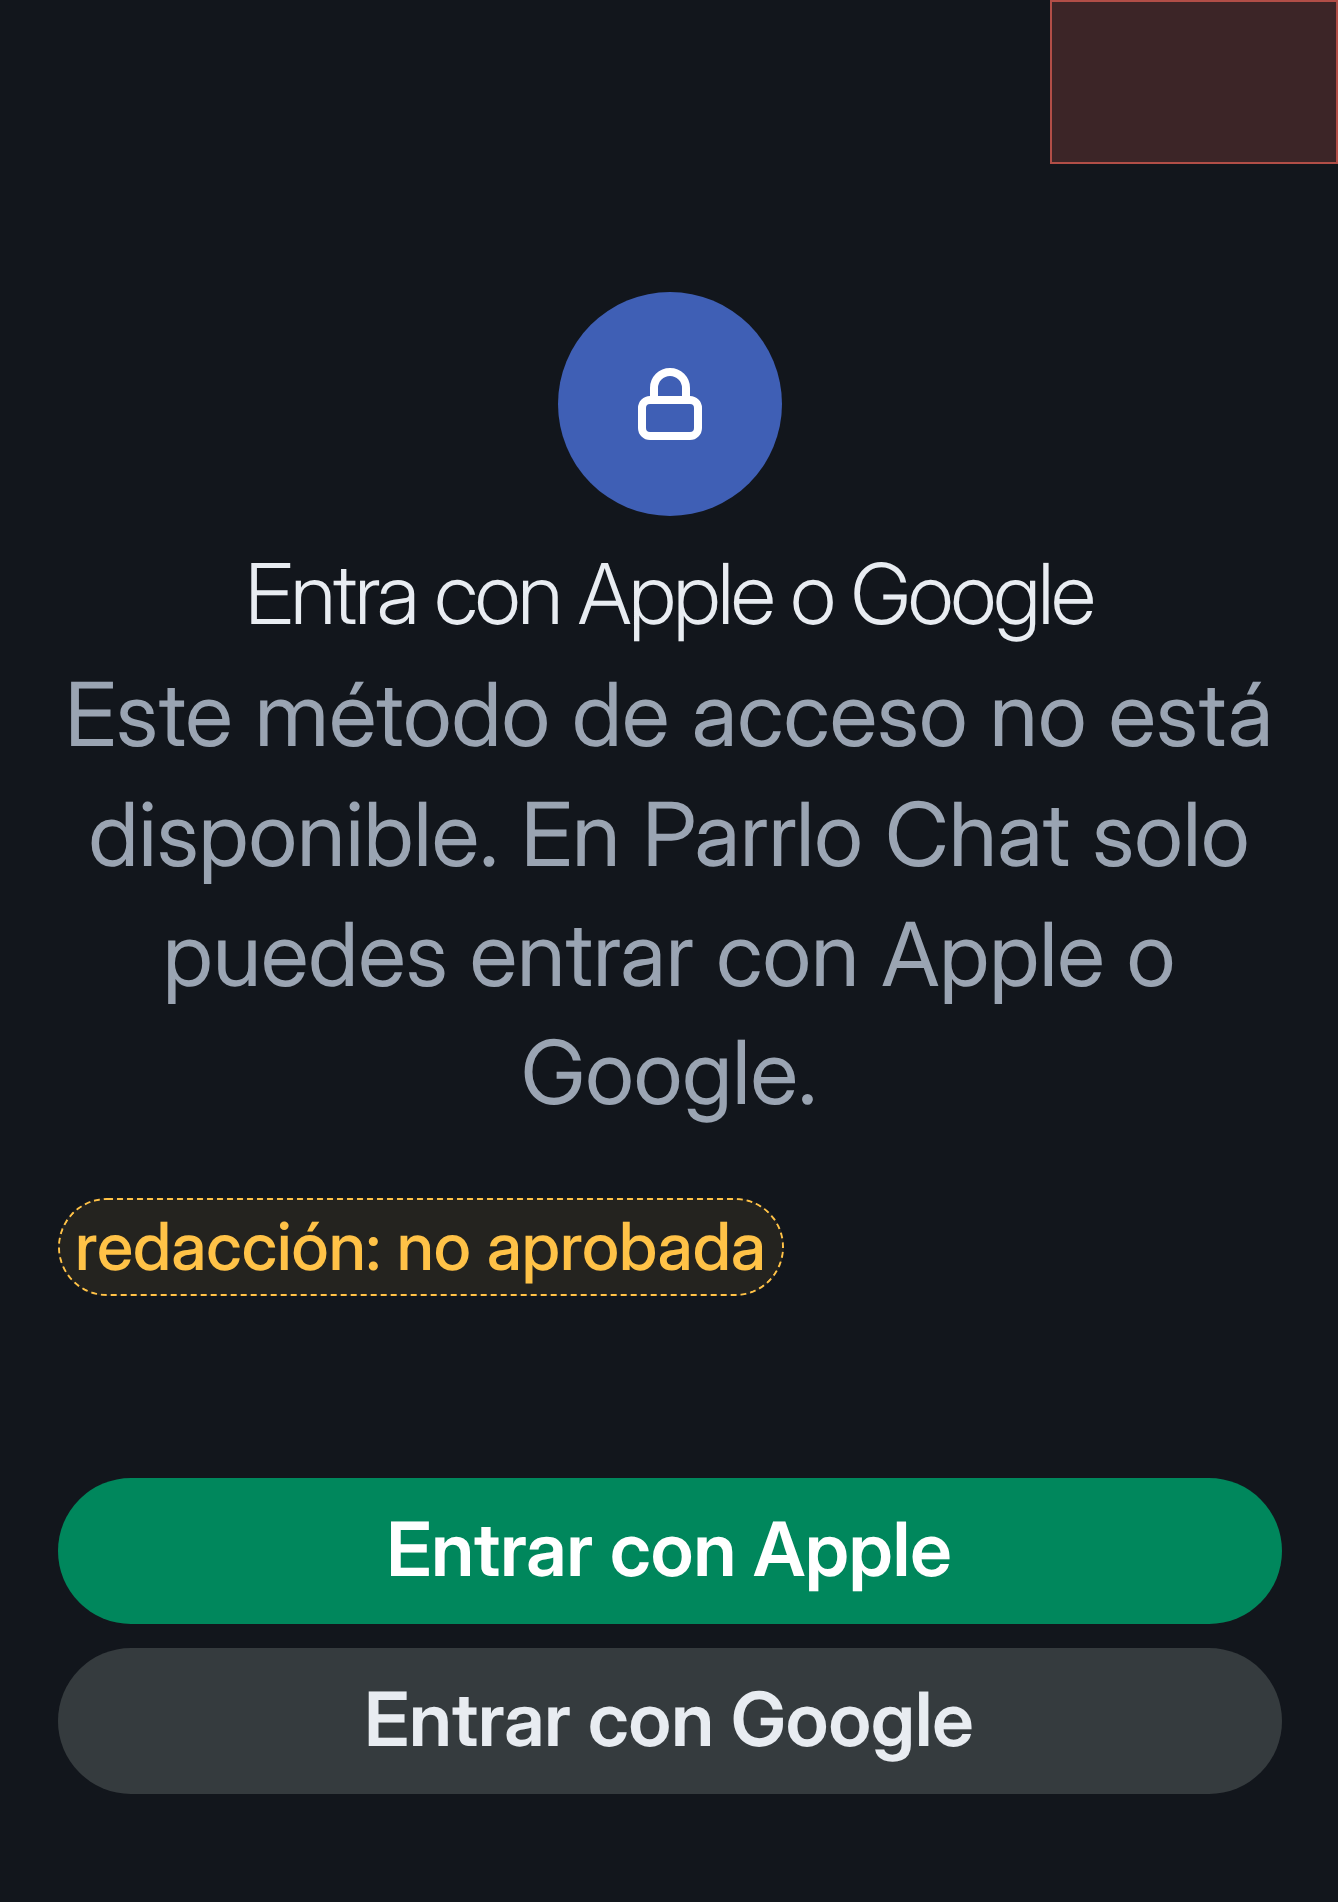 Entra con Apple o Google
Este método de acceso no está
disponible. En Parrlo Chat solo
puedes entrar con Apple o
Google.
redacción: no aprobada
Entrar con Apple
Entrar con Google